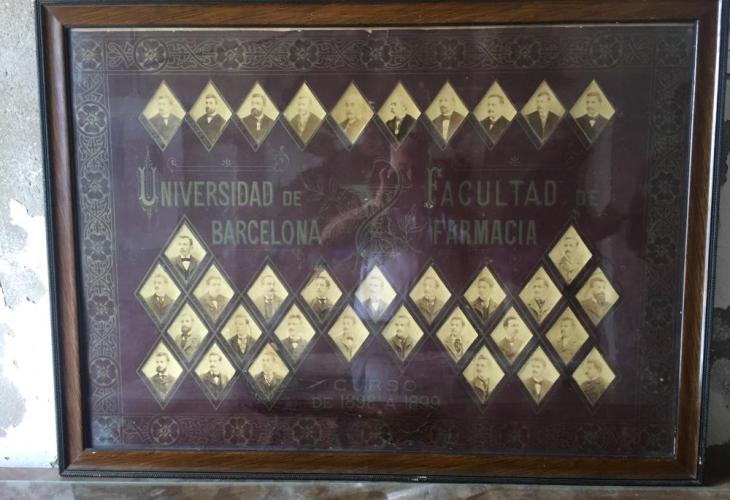 UNIVERSIDAD DE FACULTAD DE
BARCELONA FARMACIA
CURSO
DE 1898 A 1899